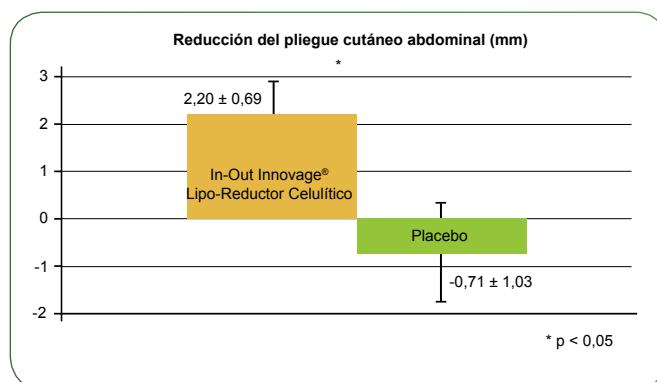 Reducción del pliegue cutáneo abdominal (mm)
*
3
2,20 ± 0,69
2
1
In-Out Innovage®
Lipo-Reductor Celulítico
0
Placebo
-1
-0,71 ± 1,03
-2
* p < 0,05